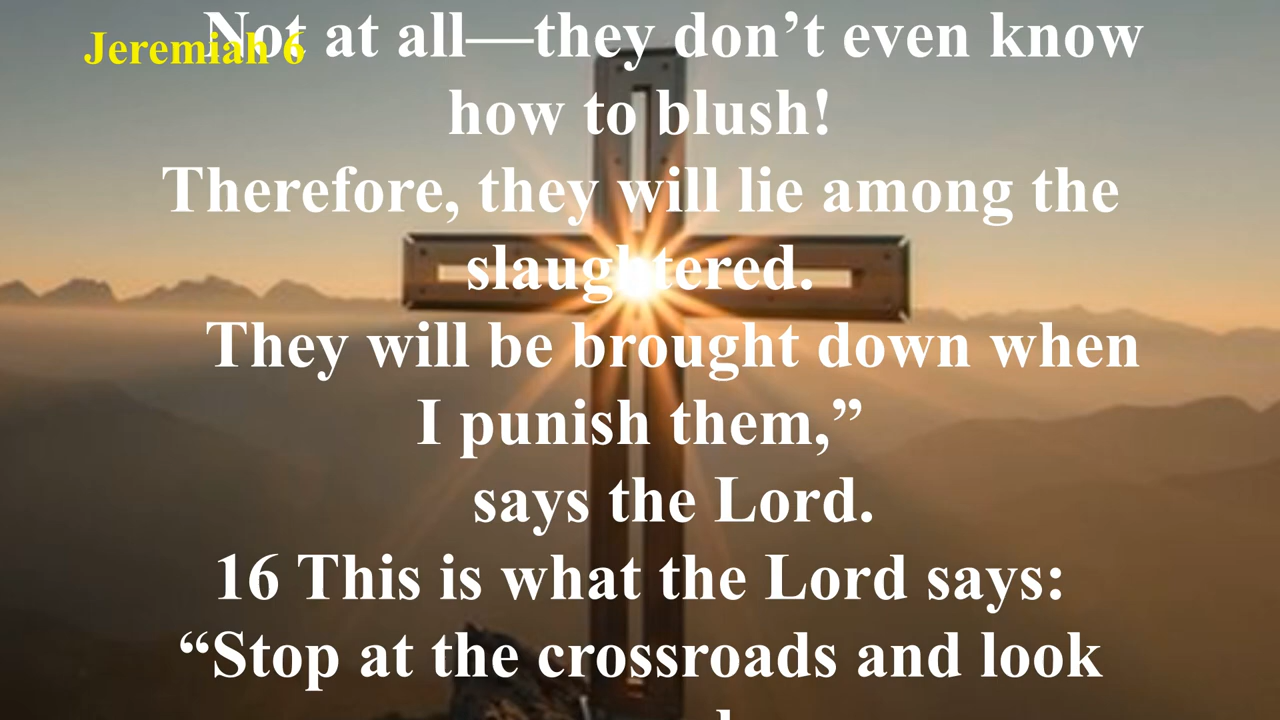 Jeremiah 6
Not at all—they don’t even know
how to blush!
Therefore, they will lie among the
slaughtered.
They will be brought down when
I punish them,”
says the Lord.
16 This is what the Lord says:
“Stop at the crossroads and look